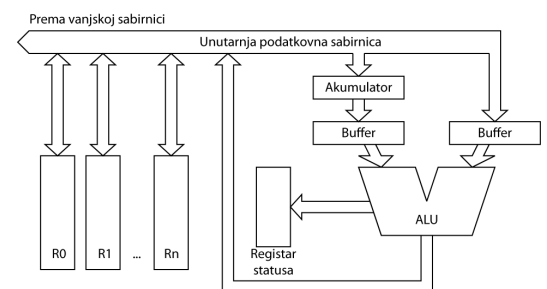 Prema vanjskoj sabirnici
Unutarnja podatkovna sabirnica
Akumulator
Buffer
Buffer
ALU
R0
R1
...
Rn
Registar
statusa